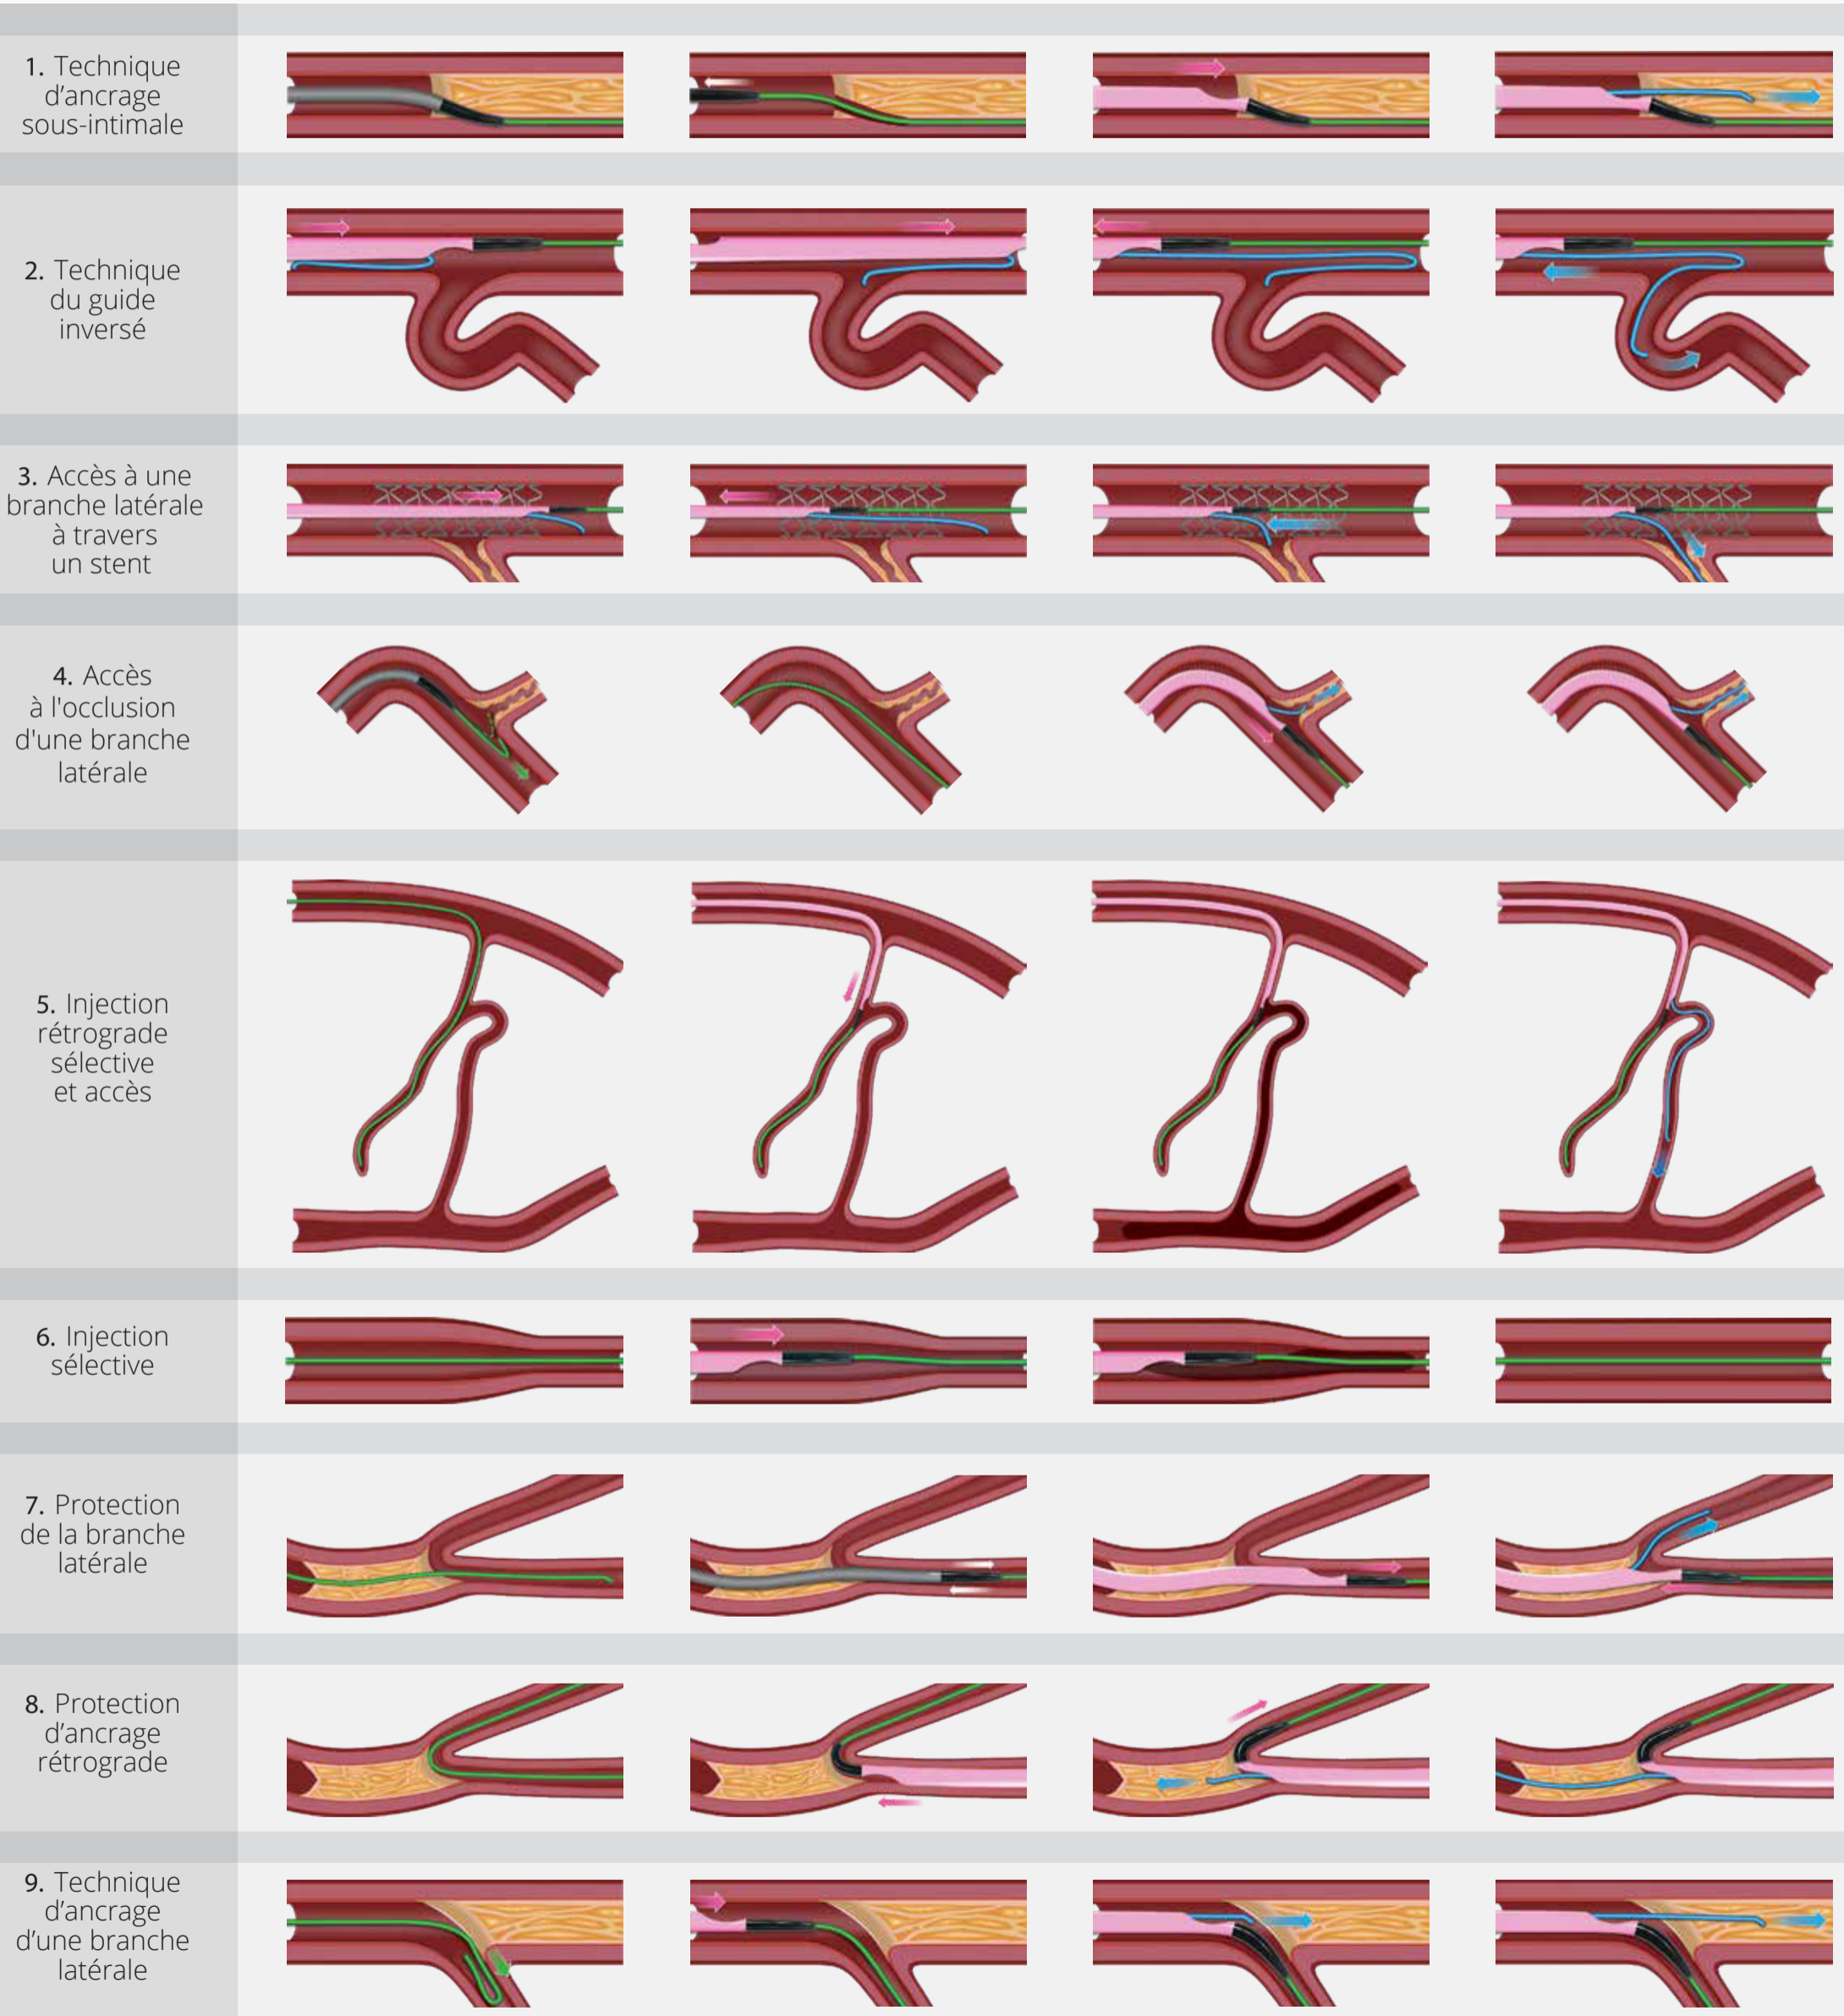 1. Technique
d’ancrage
sous-intimale
2. Technique
du guide
inversé
3. Accès à une
branche latérale
à travers
un stent
4. Accès
à l'occlusion
d'une branche
latérale
5. Injection
rétrograde
sélective
et accès
6. Injection
sélective
7. Protection
de la branche
latérale
8. Protection
d’ancrage
rétrograde
9. Technique
d’ancrage
d’une branche
latérale